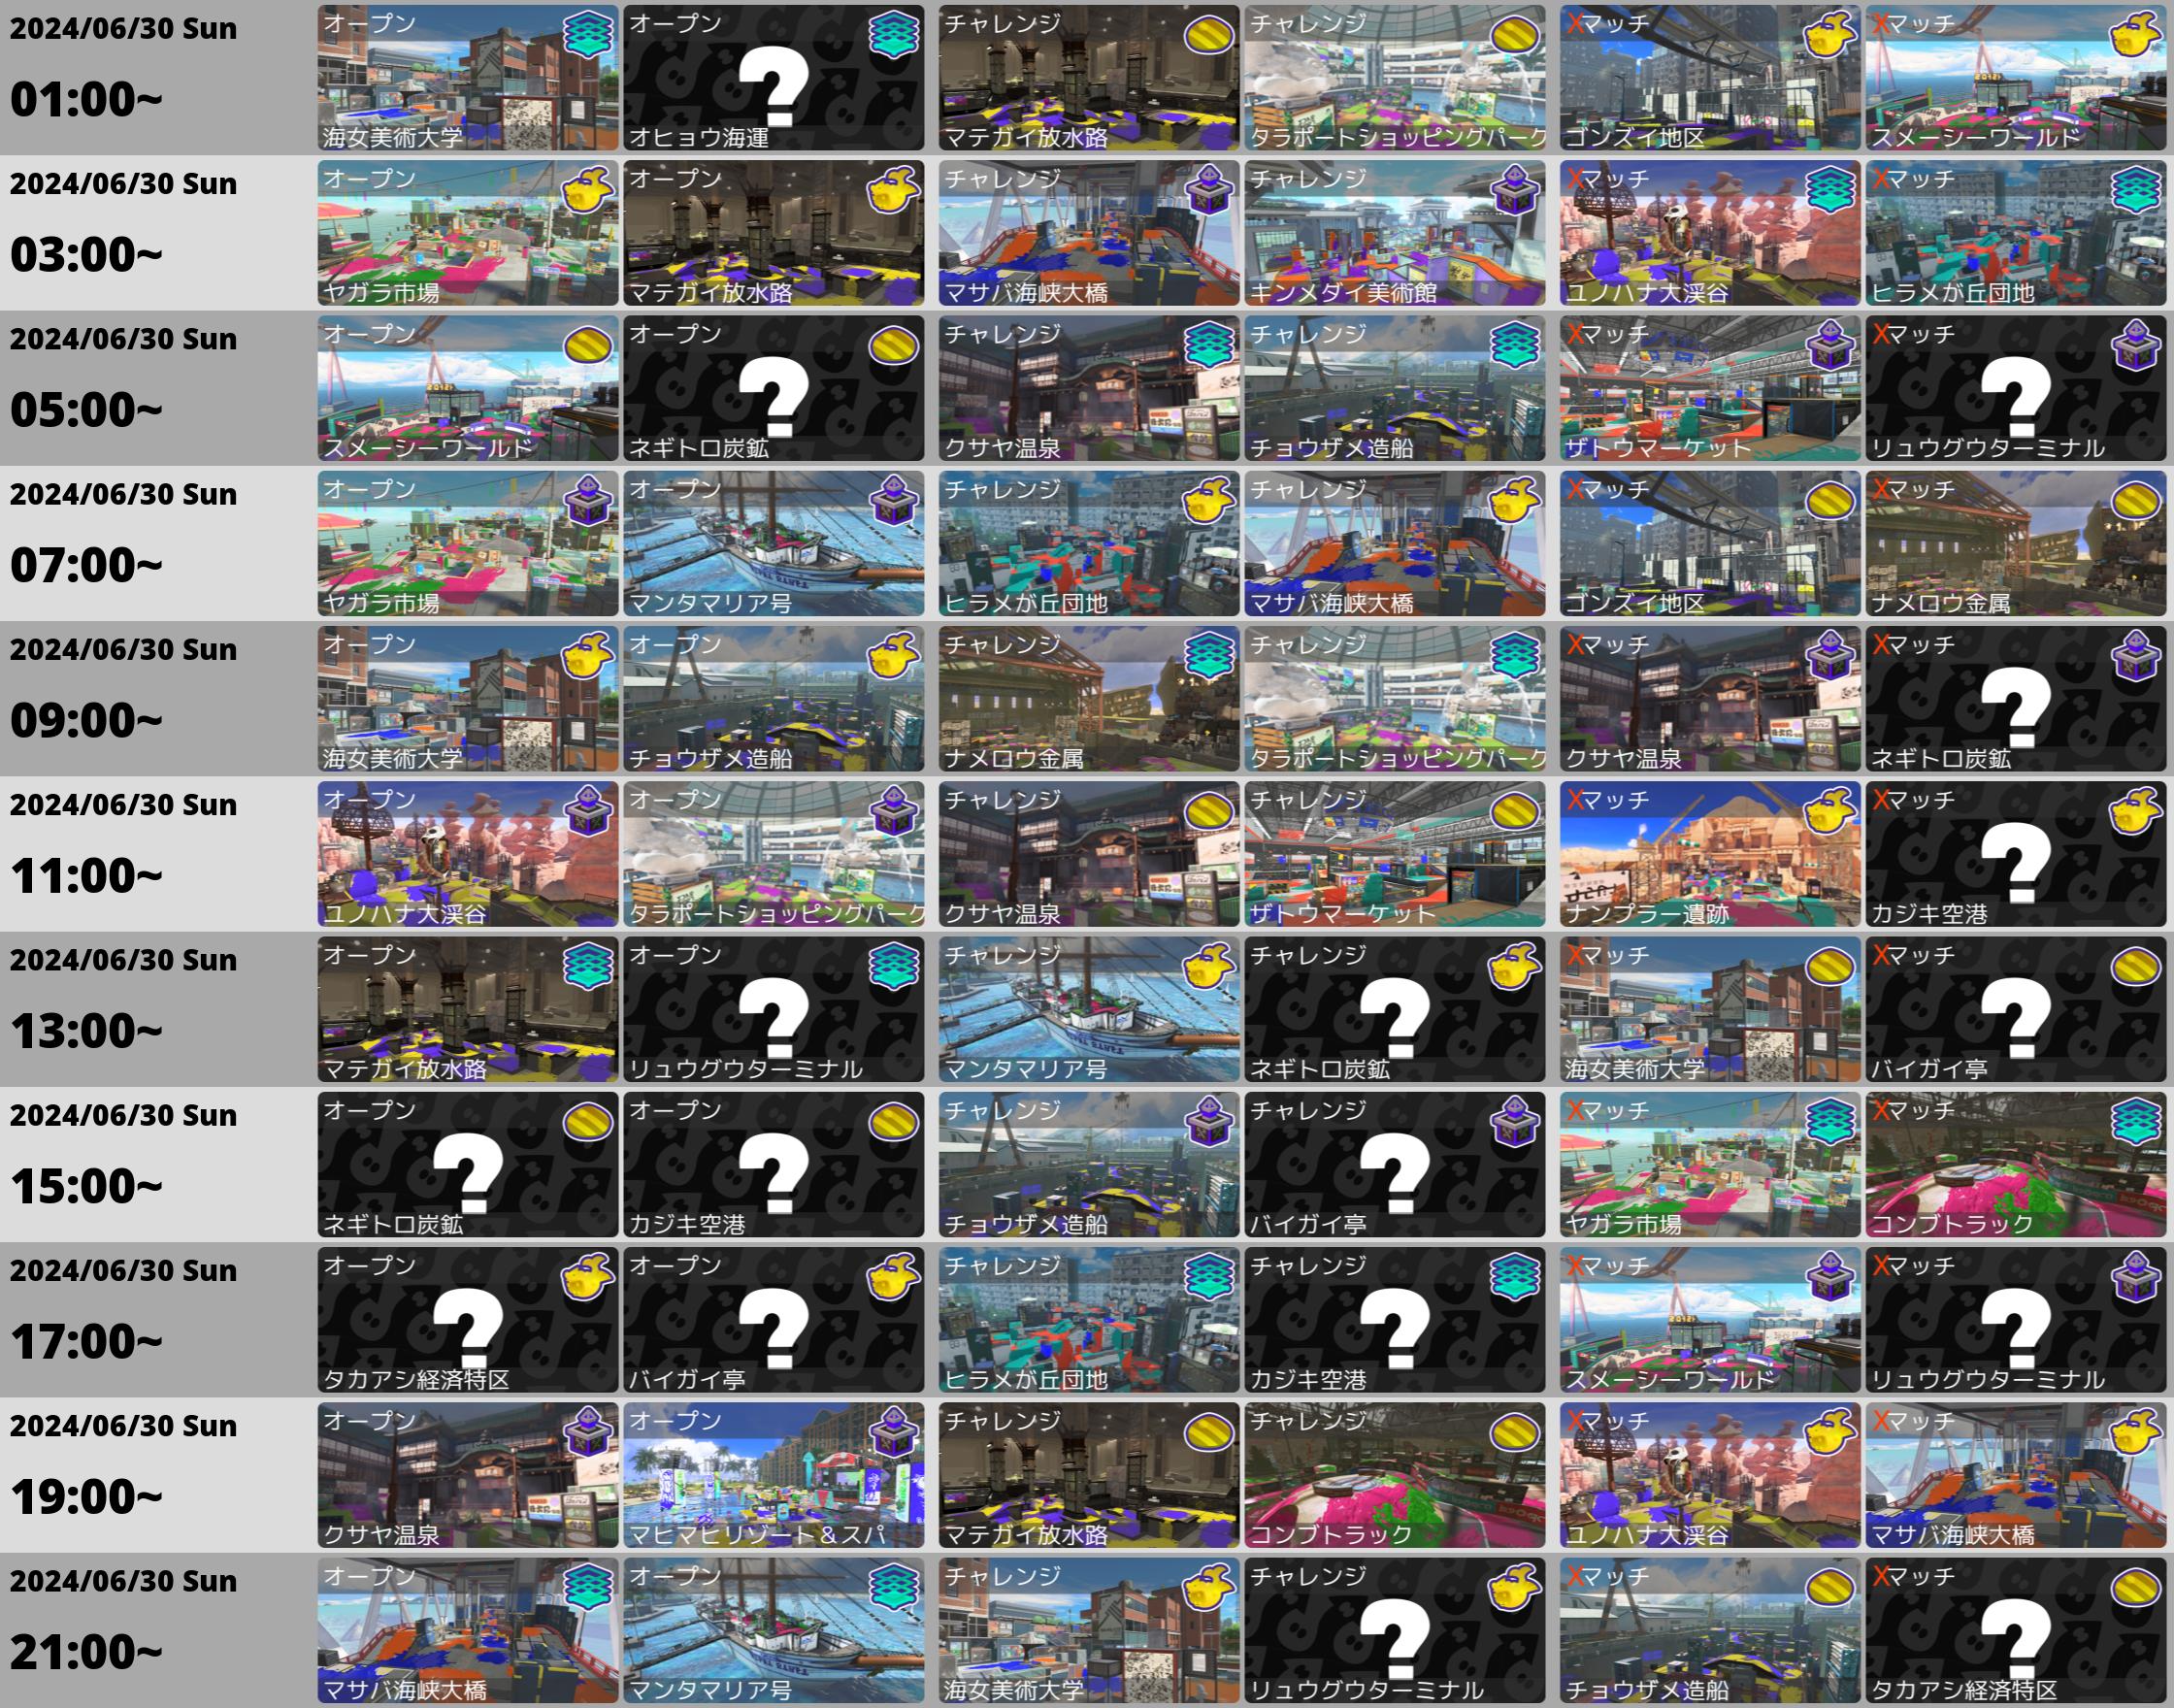 2024/06/30 Sun
01:00~
オープン
海女美術大学
オープン
オヒョウ海運
チャレンジ
マテガイ放水路
チャレンジ
タラポートショッピングパーク
Xマッチ
ゴンズイ地区
Xマッチ
スメーシーワールド
2024/06/30 Sun
03:00~
オープン
ヤガラ市場
オープン
マテガイ放水路
チャレンジ
マサバ海峡大橋
チャレンジ
キンメダイ美術館
Xマッチ
ユノハナ大渓谷
Xマッチ
ヒラメが丘団地
2024/06/30 Sun
05:00~
オープン
スメーシーワールド
オープン
ネギトロ炭鉱
チャレンジ
クサヤ温泉
チャレンジ
チョウザメ造船
Xマッチ
ザトウマーケット
Xマッチ
リュウグウターミナル
2024/06/30 Sun
07:00~
オープン
ヤガラ市場
オープン
マンタマリア号
チャレンジ
ヒラメが丘団地
チャレンジ
マサバ海峡大橋
Xマッチ
ゴンズイ地区
Xマッチ
ナメロウ金属
2024/06/30 Sun
09:00~
オープン
海女美術大学
オープン
チョウザメ造船
チャレンジ
ナメロウ金属
チャレンジ
タラポートショッピングパーク
Xマッチ
クサヤ温泉
Xマッチ
ネギトロ炭鉱
2024/06/30 Sun
11:00~
オープン
ユノハナ大渓谷
オープン
タラポートショッピングパーク
チャレンジ
クサヤ温泉
チャレンジ
ザトウマーケット
Xマッチ
ナンプラー遺跡
Xマッチ
カジキ空港
2024/06/30 Sun
13:00~
オープン
マテガイ放水路
オープン
リュウグウターミナル
チャレンジ
マンタマリア号
チャレンジ
ネギトロ炭鉱
Xマッチ
海女美術大学
Xマッチ
バイガイ亭
2024/06/30 Sun
15:00~
オープン
ネギトロ炭鉱
オープン
カジキ空港
チャレンジ
チョウザメ造船
チャレンジ
バイガイ亭
Xマッチ
ヤガラ市場
Xマッチ
コンブトラック
2024/06/30 Sun
17:00~
オープン
タカアシ経済特区
オープン
バイガイ亭
チャレンジ
ヒラメが丘団地
チャレンジ
カジキ空港
Xマッチ
スメーシーワールド
Xマッチ
リュウグウターミナル
2024/06/30 Sun
19:00~
オープン
クサヤ温泉
オープン
マヒマヒリゾート＆スパ
チャレンジ
マテガイ放水路
チャレンジ
コンブトラック
Xマッチ
ユノハナ大渓谷
Xマッチ
マサバ海峡大橋
2024/06/30 Sun
21:00~
オープン
マサバ海峡大橋
オープン
マンタマリア号
チャレンジ
海女美術大学
チャレンジ
リュウグウターミナル
Xマッチ
チョウザメ造船
Xマッチ
タカアシ経済特区